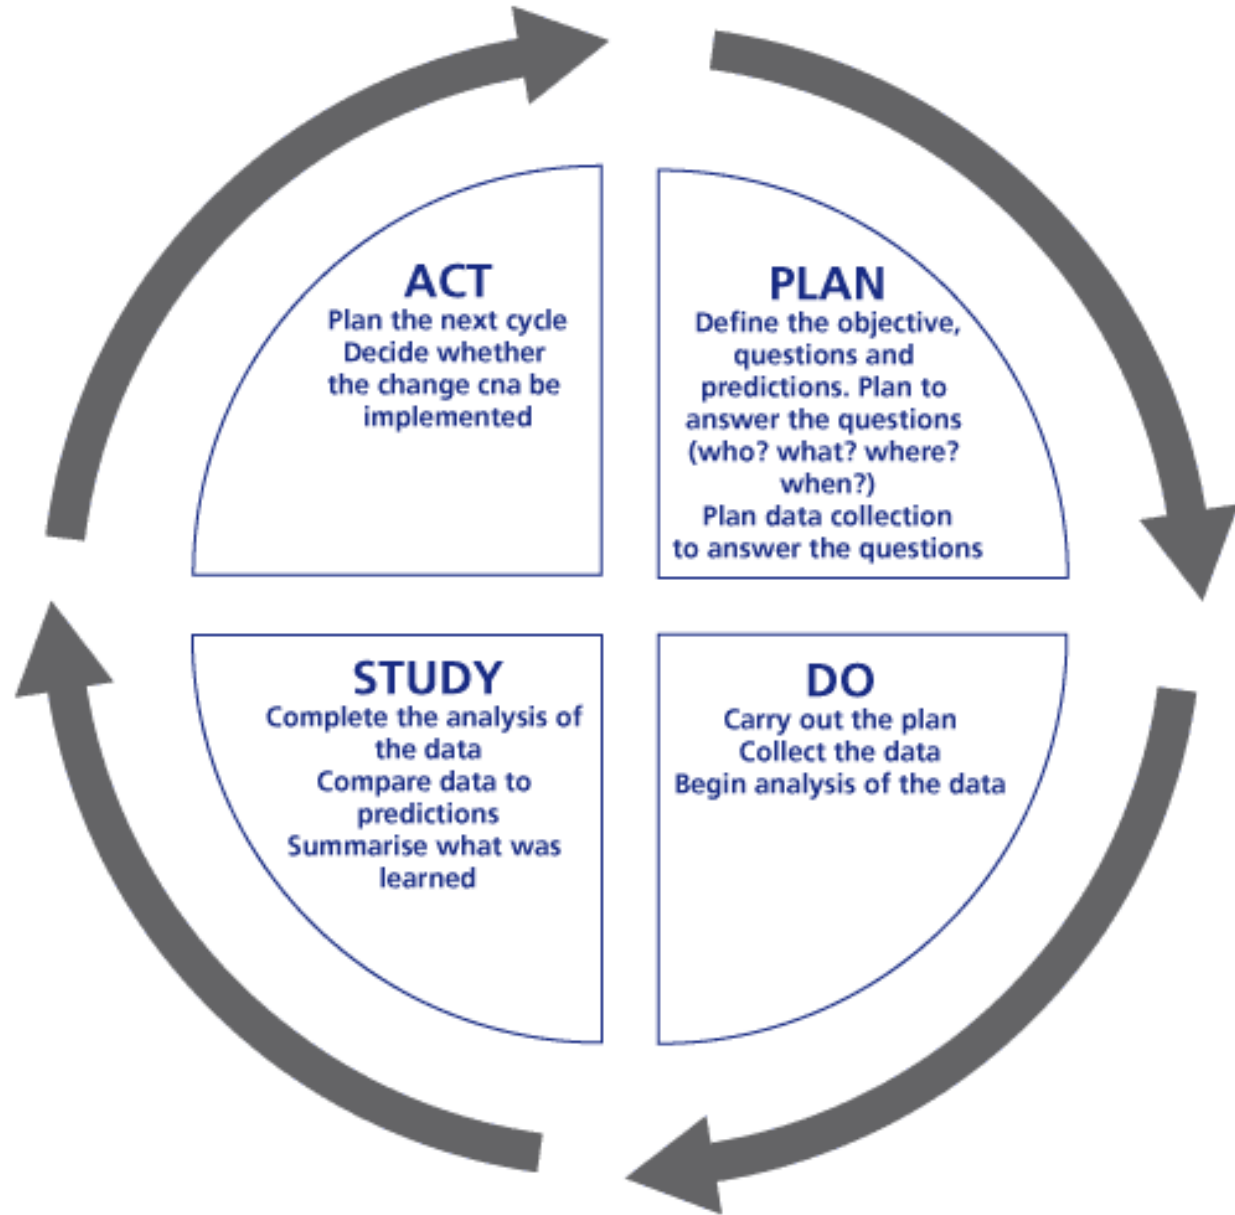 ACT
Plan the next cycle
Decide whether
the change cna be
implemented
PLAN
Define the objective,
questions and
predictions. Plan to
answer the questions
(who? what? where?
when?)
Plan data collection
to answer the questions
STUDY
Complete the analysis of
the data
Compare data to
predictions
Summarise what was
learned
DO
Carry out the plan
Collect the data
Begin analysis of the data